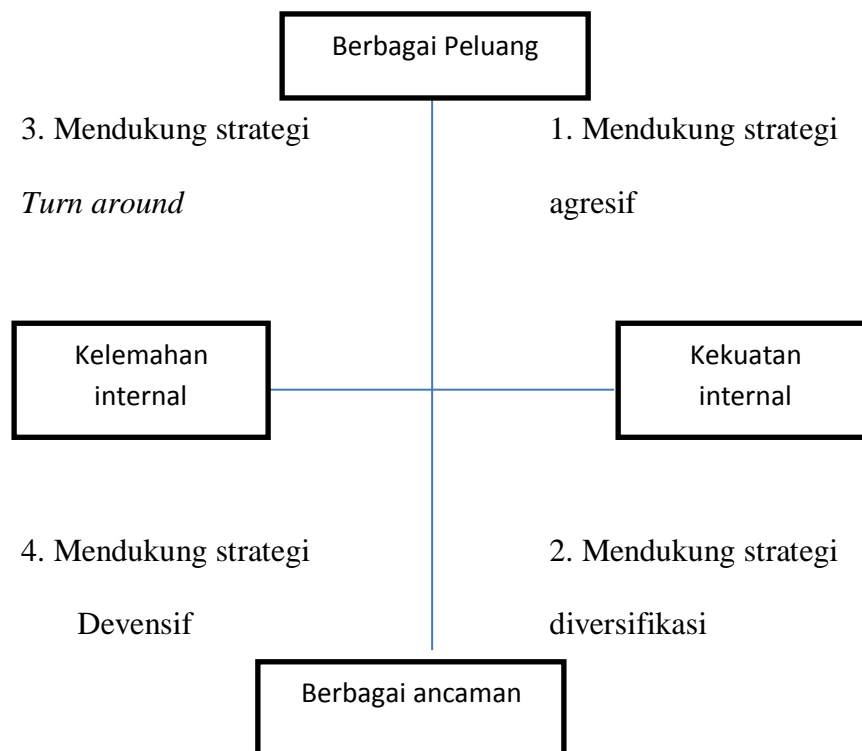 Berbagai Peluang
3. Mendukung strategi
Turn around
1. Mendukung strategi
agresif
Kelemahan
internal
Kekuatan
internal
4. Mendukung strategi
Devensif
2. Mendukung strategi
diversifikasi
Berbagai ancaman